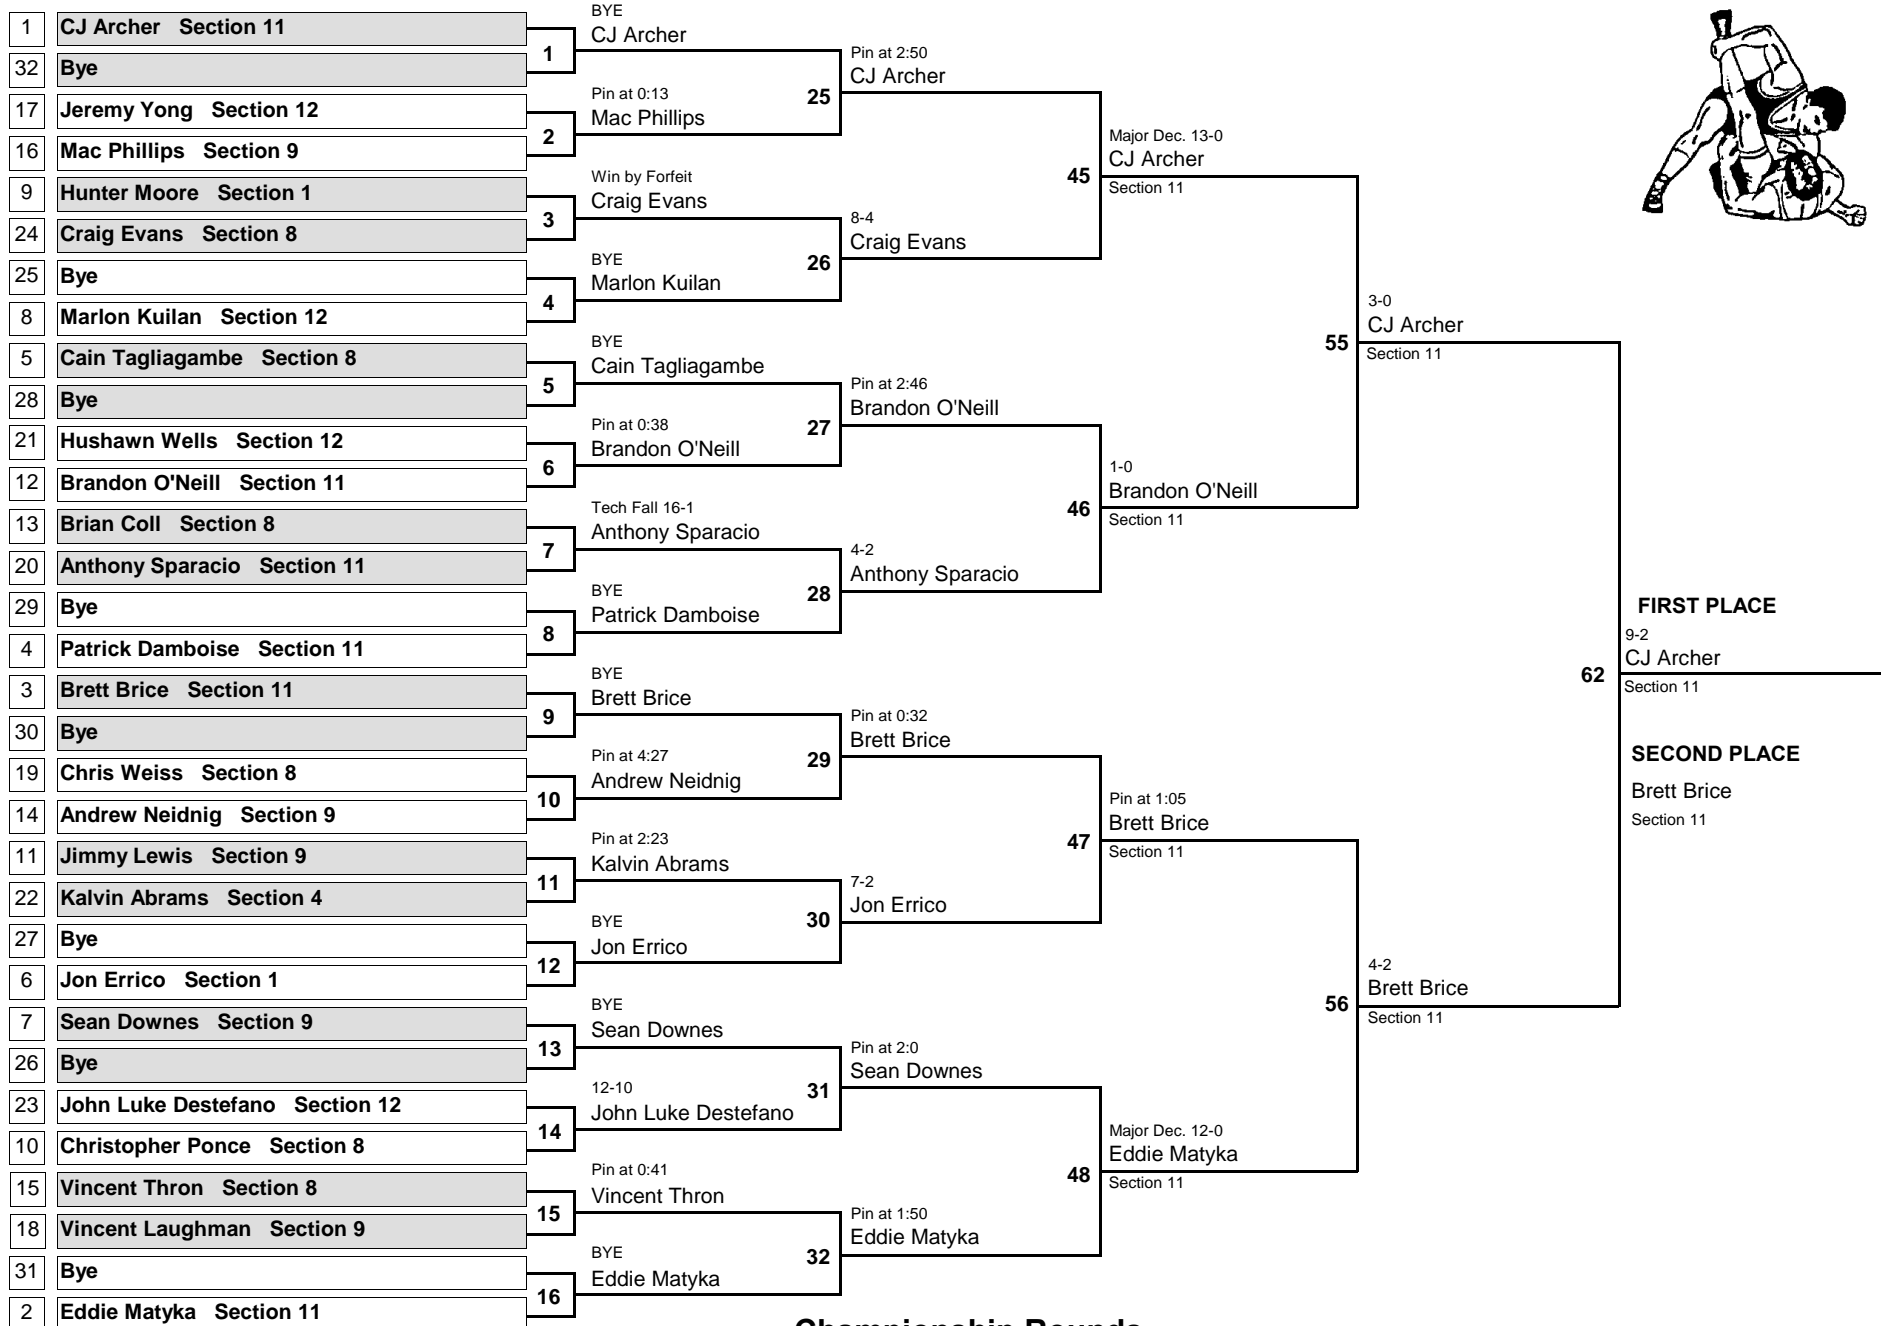 1 CJ Archer Section 11
32 Bye
17 Jeremy Yong Section 12
16 Mac Phillips Section 9
9 Hunter Moore Section 1
24 Craig Evans Section 8
25 Bye
8 Marlon Kuilan Section 12
5 Cain Tagliagambe Section 8
28 Bye
21 Hushawn Wells Section 12
12 Brandon O'Neill Section 11
13 Brian Coll Section 8
20 Anthony Sparacio Section 11
29 Bye
4 Patrick Damboise Section 11
3 Brett Brice Section 11
30 Bye
19 Chris Weiss Section 8
14 Andrew Neidnig Section 9
11 Jimmy Lewis Section 9
22 Kalvin Abrams Section 4
27 Bye
6 Jon Errico Section 1
7 Sean Downes Section 9
26 Bye
23 John Luke Destefano Section 12
10 Christopher Ponce Section 8
15 Vincent Thron Section 8
18 Vincent Laughman Section 9
31 Bye
2 Eddie Matyka Section 11
1
2
3
4
5
6
7
8
9
10
11
12
13
14
15
16
BYE
CJ Archer
Pin at 0:13
Mac Phillips
Win by Forfeit
Craig Evans
BYE
Marlon Kuilan
BYE
Cain Tagliagambe
Pin at 0:38
Brandon O'Neill
Tech Fall 16-1
Anthony Sparacio
BYE
Patrick Damboise
BYE
Brett Brice
Pin at 4:27
Andrew Neidnig
Pin at 2:23
Kalvin Abrams
BYE
Jon Errico
BYE
Sean Downes
12-10
John Luke Destefano
Pin at 0:41
Vincent Thron
BYE
Eddie Matyka
25
26
27
28
29
30
31
32
Pin at 2:50
CJ Archer
8-4
Craig Evans
Pin at 2:46
Brandon O'Neill
4-2
Anthony Sparacio
Pin at 0:32
Brett Brice
7-2
Jon Errico
Pin at 2:0
Sean Downes
Pin at 1:50
Eddie Matyka
45
46
47
48
Major Dec. 13-0
CJ Archer
Section 11
1-0
Brandon O'Neill
Section 11
Pin at 1:05
Brett Brice
Section 11
Major Dec. 12-0
Eddie Matyka
Section 11
55
56
3-0
CJ Archer
Section 11
4-2
Brett Brice
Section 11
62
FIRST PLACE
9-2
CJ Archer
Section 11
SECOND PLACE
Brett Brice
Section 11
Championship Rounds